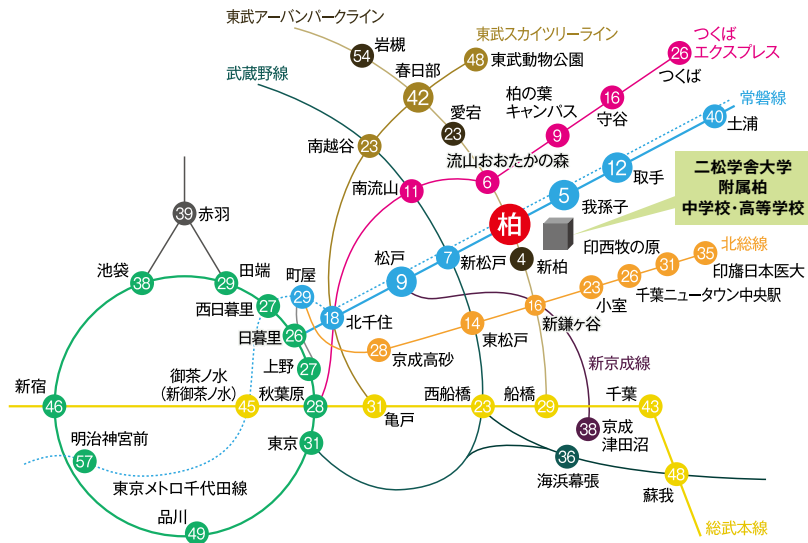 東武アーバンパークライン
東武スカイツリーライン
つくば
エクスプレス
54
岩槻
48
東武動物公園
26
つくば
武蔵野線
春日部
42
柏の葉
キャンバス
16
守谷
常磐線
40
土浦
愛宕
23
9
南越谷
23
流山おおたかの森
6
12
取手
二松学舎大学
附属柏
中学校・高等学校
南流山
11
5
我孫子
39
赤羽
柏
印西牧の原
北総線
4
新柏
7
新松戸
松戸
9
35
印旛日本医大
31
千葉ニュータウン中央駅
26
23
小室
池袋
38
29
田端
町屋
29
西日暮里
27
18
北千住
16
新鎌ヶ谷
14
東松戸
日暮里
26
28
京成高砂
上野
27
新京成線
新宿
46
御茶ノ水
(新御茶ノ水)
45
秋葉原
28
31
亀戸
西船橋
23
船橋
29
千葉
43
38
京成
津田沼
東京
31
明治神宮前
57
36
海浜幕張
48
蘇我
東京メトロ千代田線
品川
49
総武本線